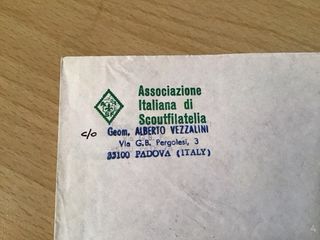 Associazione
Italiana di
Scoutfilatelia
c/o Geom. ALBERTO VEZZALINI
Via G.B. Pergolesi, 3
35100 PADOVA (ITALY)